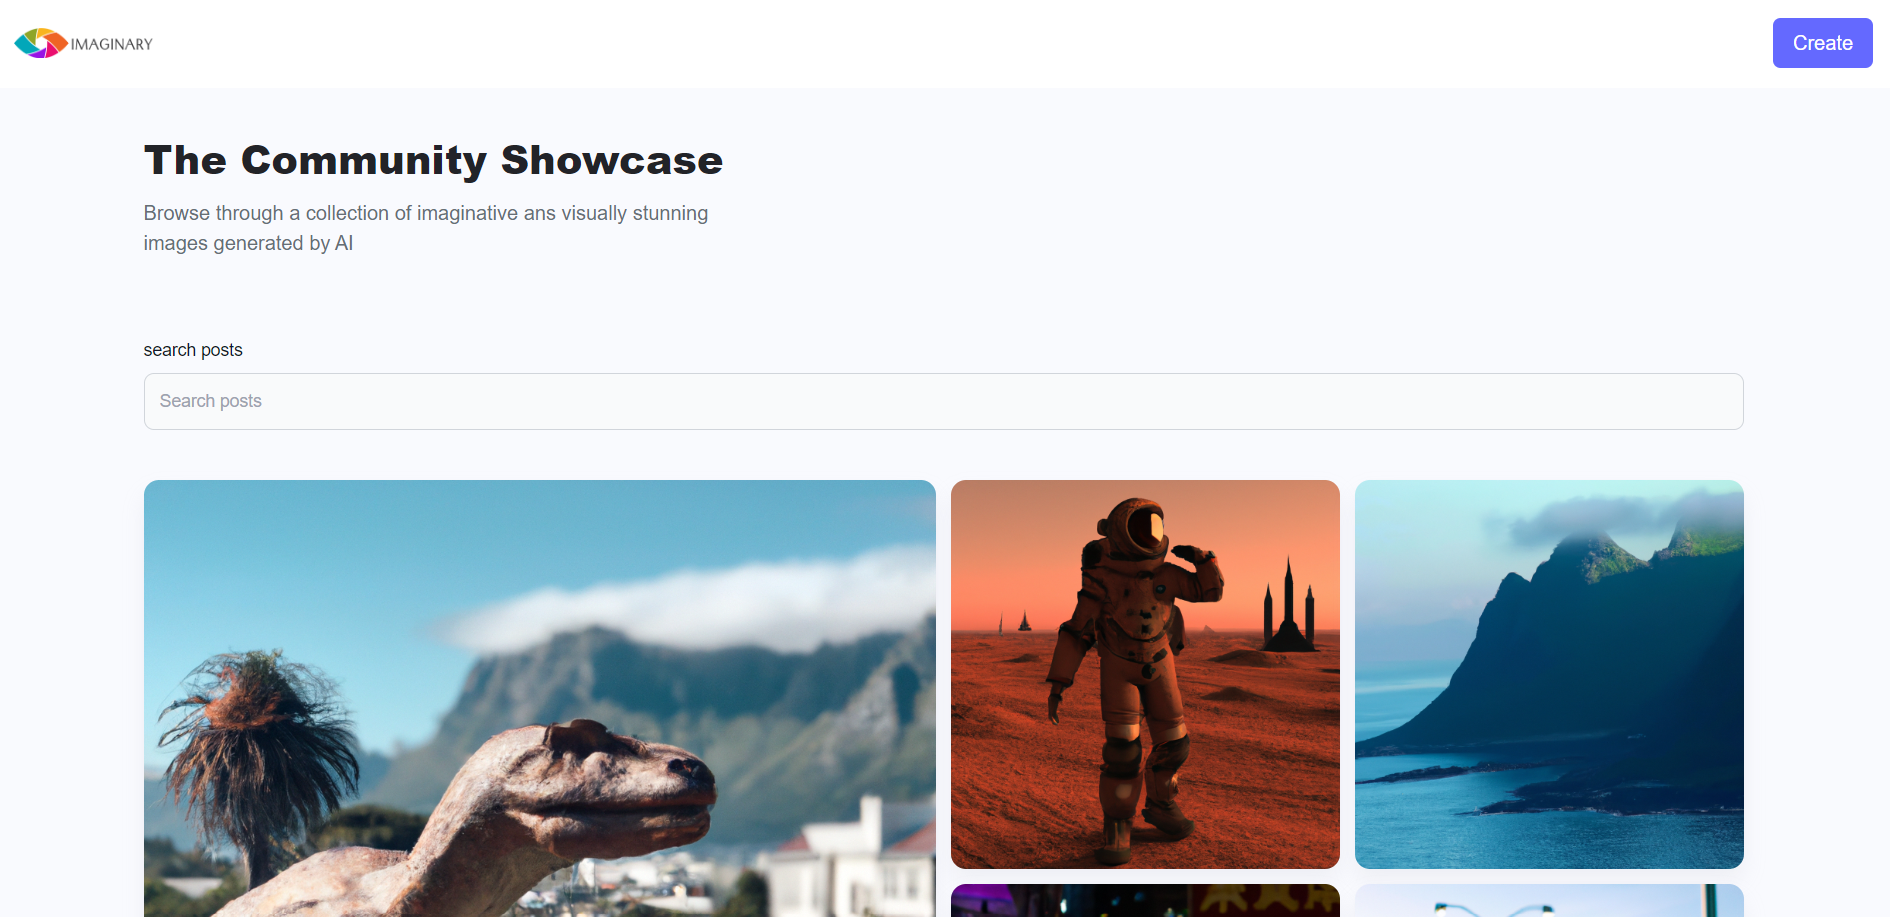 IMAGINARY
Create
The Community Showcase
Browse through a collection of imaginative ans visually stunning
images generated by AI
search posts
Search posts